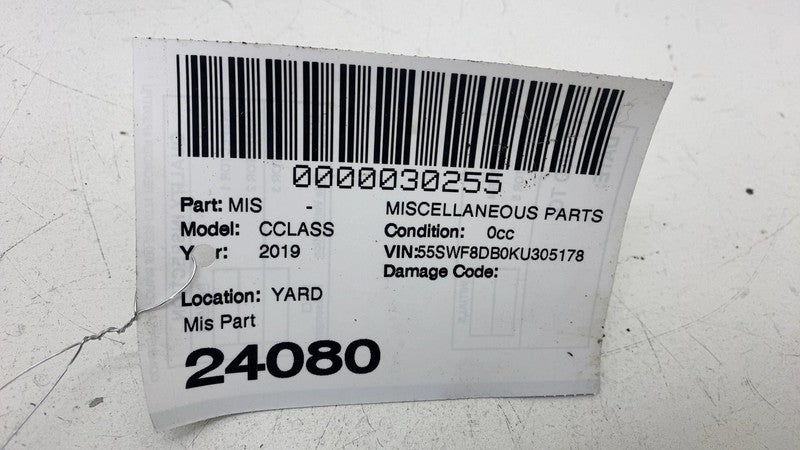 0000030255
Part: MIS - MISCELLANEOUS PARTS
Model: CCLASS Condition: 0cc
Year: 2019 VIN:55SWF8DB0KU305178
Damage Code:
Location: YARD
Mis Part
24080